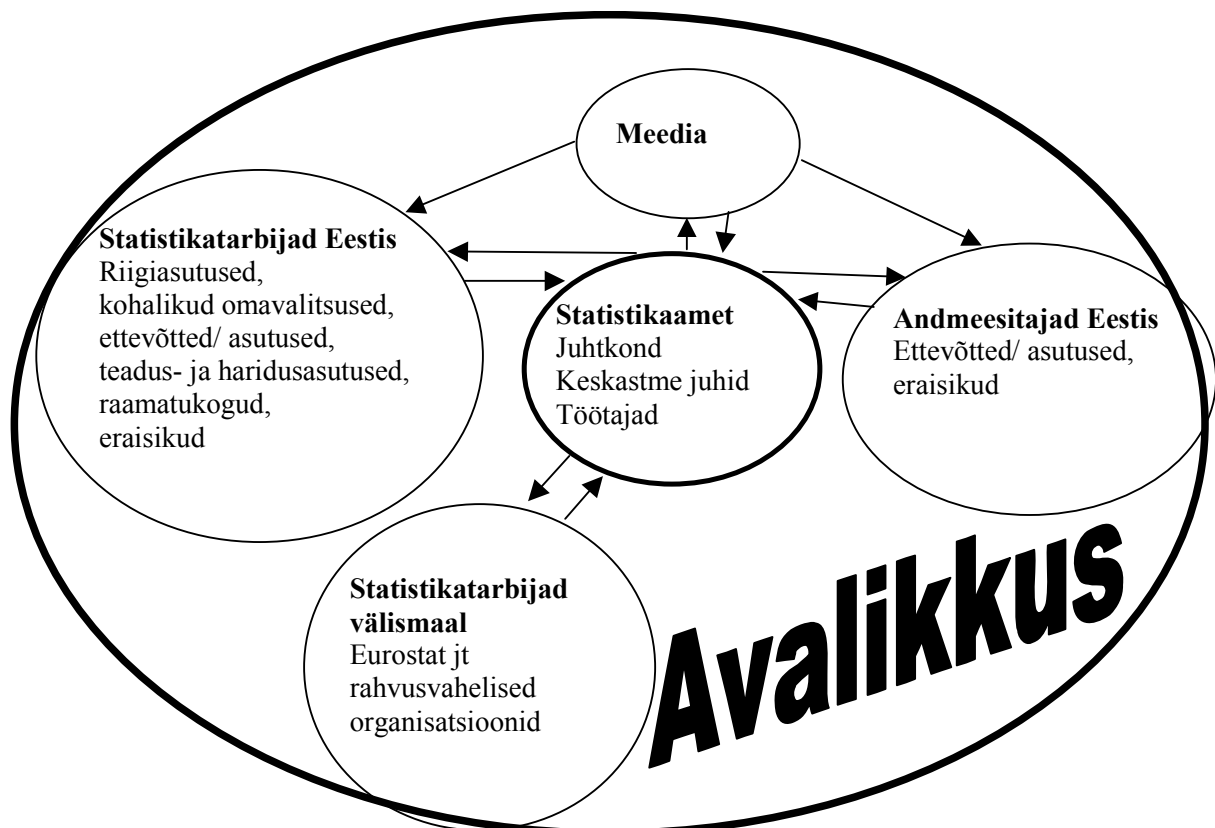 Meedia
Statistikatarbijad Eestis
Riigiasutused,
kohalikud omavalitsused,
ettevõtted/ asutused,
teadus- ja haridusasutused,
raamatukogud,
eraisikud
Statistikaamet
Juhtkond
Keskastme juhid
Töötajad
Andmeesitajad Eestis
Ettevõtted/ asutused,
eraisikud
Statistikatarbijad
välismaal
Eurostat jt
rahvusvahelised
organisatsioonid
Avalikkus